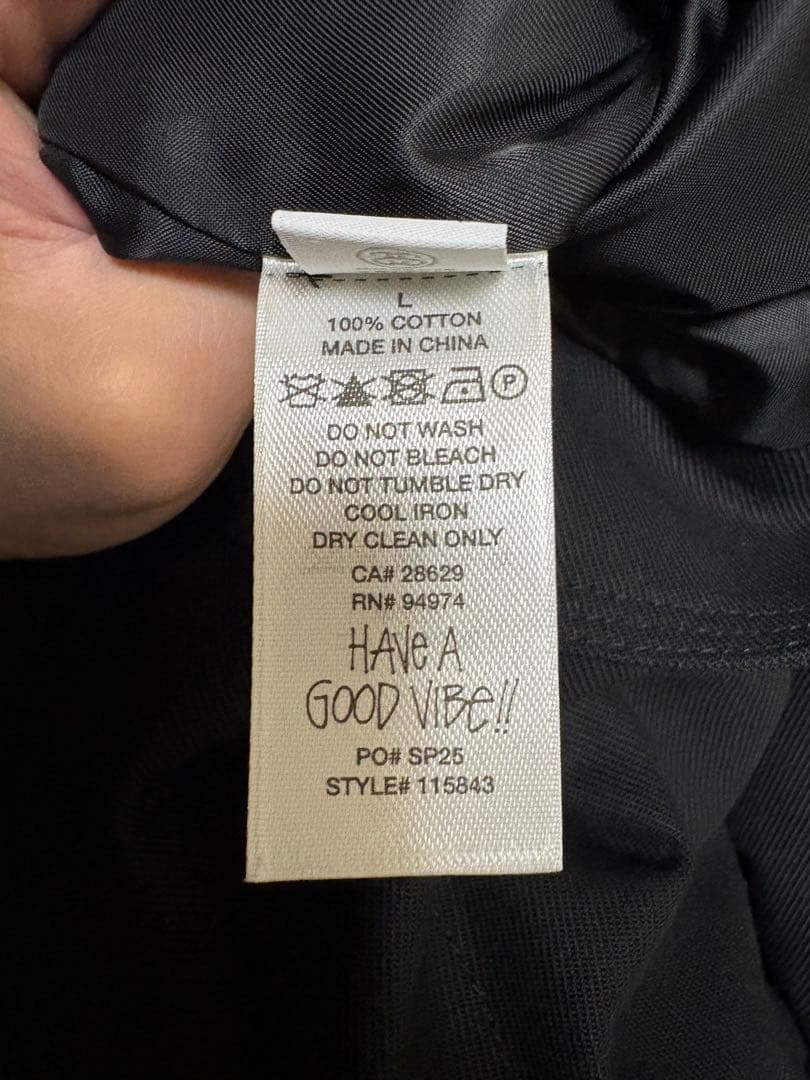 L
100% COTTON
MADE IN CHINA
P
DO NOT WASH
DO NOT BLEACH
DO NOT TUMBLE DRY
COOL IRON
DRY CLEAN ONLY
CA# 28629
RN# 94974
HAVe A
GOOD VIBe!!
PO# SP25
STYLE# 115843